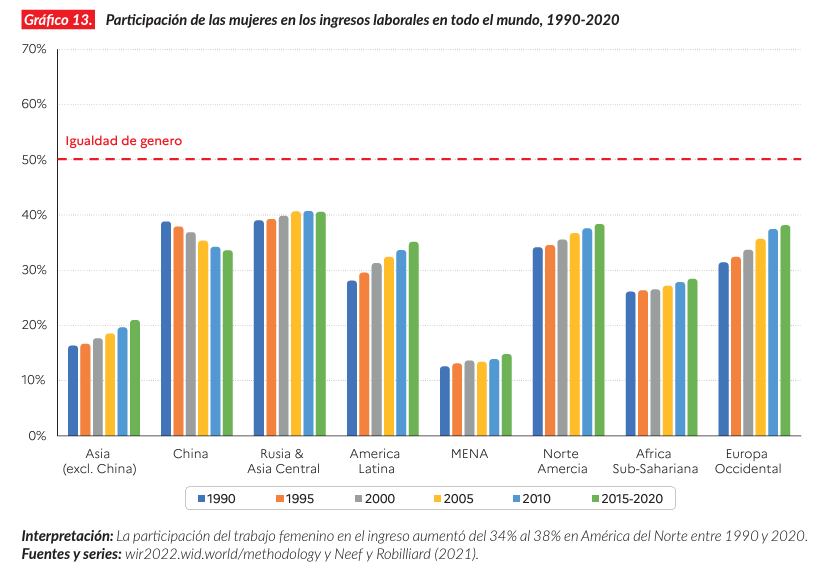 Gráfico 13. Participación de las mujeres en los ingresos laborales en todo el mundo, 1990-2020
70%
60%
Igualdad de genero
50%
40%
30%
20%
10%
0%
Asia
(excl. China)
China
Rusia &
Asia Central
America
Latina
MENA
Norte
Amercia
Africa
Sub-Sahariana
Europa
Occidental
1990 1995 2000 2005 2010 2015-2020
Interpretación: La participación del trabajo femenino en el ingreso aumentó del 34% al 38% en América del Norte entre 1990 y 2020.
Fuentes y series: wir2022.wid.world/methodology y Neef y Robilliard (2021).